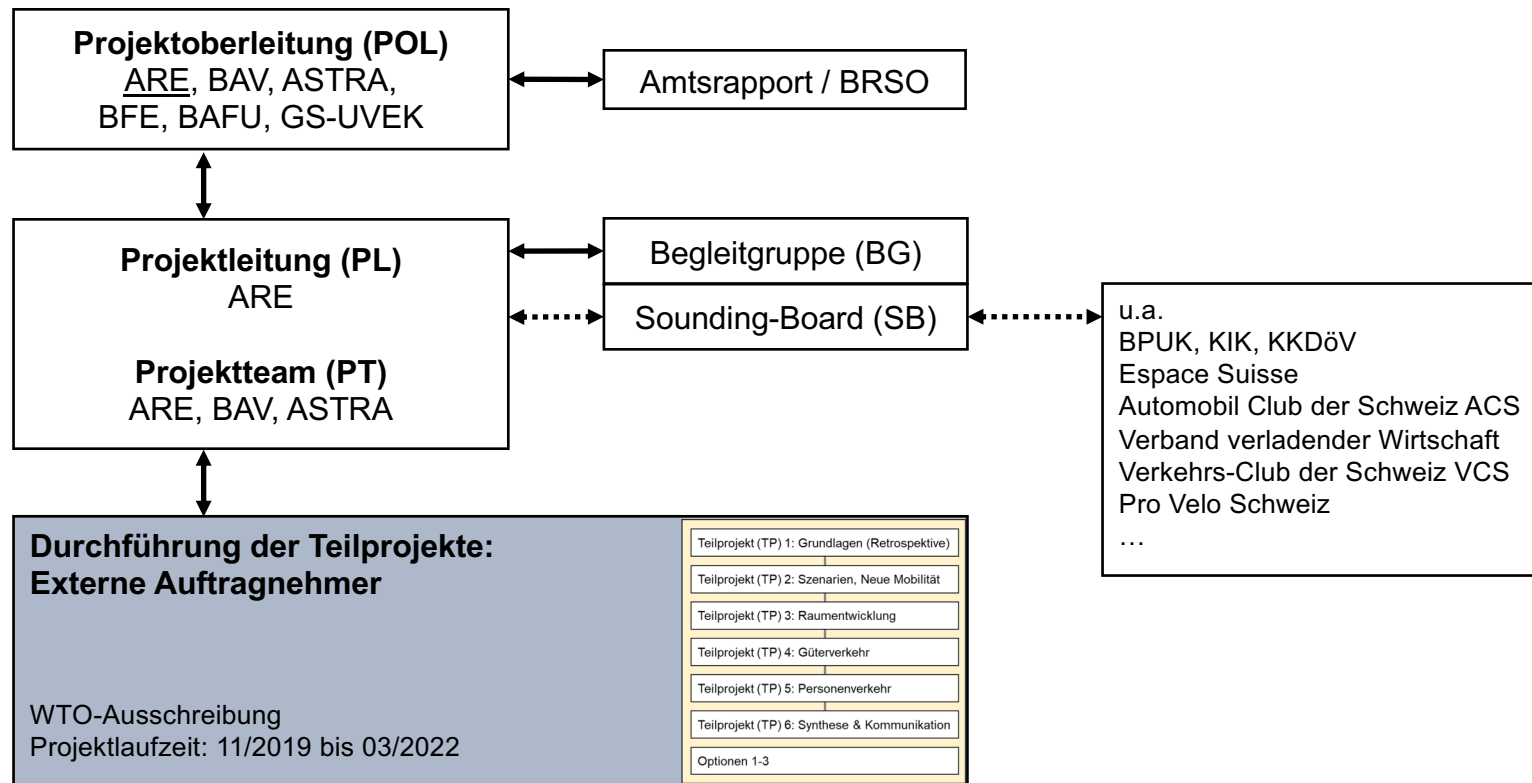 Projektoberleitung (POL)
ARE, BAV, ASTRA,
BFE, BAFU, GS-UVEK
Amtsrapport / BRSO
Projektleitung (PL)
ARE
Projektteam (PT)
ARE, BAV, ASTRA
Begleitgruppe (BG)
Sounding-Board (SB)
u.a.
BPUK, KIK, KKDöV
Espace Suisse
Automobil Club der Schweiz ACS
Verband verladender Wirtschaft
Verkehrs-Club der Schweiz VCS
Pro Velo Schweiz
…
Durchführung der Teilprojekte:
Externe Auftragnehmer
WTO-Ausschreibung
Projektlaufzeit: 11/2019 bis 03/2022
Teilprojekt (TP) 1: Grundlagen (Retrospektive)
Teilprojekt (TP) 2: Szenarien, Neue Mobilität
Teilprojekt (TP) 3: Raumentwicklung
Teilprojekt (TP) 4: Güterverkehr
Teilprojekt (TP) 5: Personenverkehr
Teilprojekt (TP) 6: Synthese & Kommunikation
Optionen 1-3